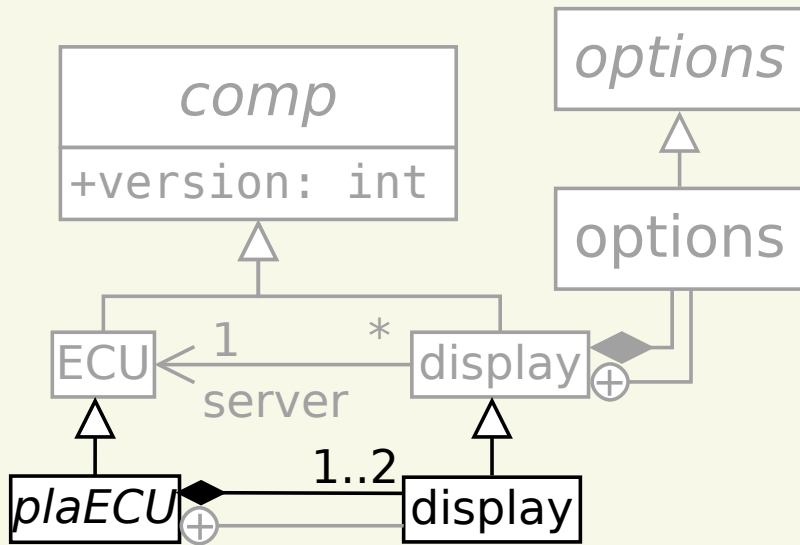 options
comp
+version: int
options
1
*
ECU
display
server
1..2
plaECU
display